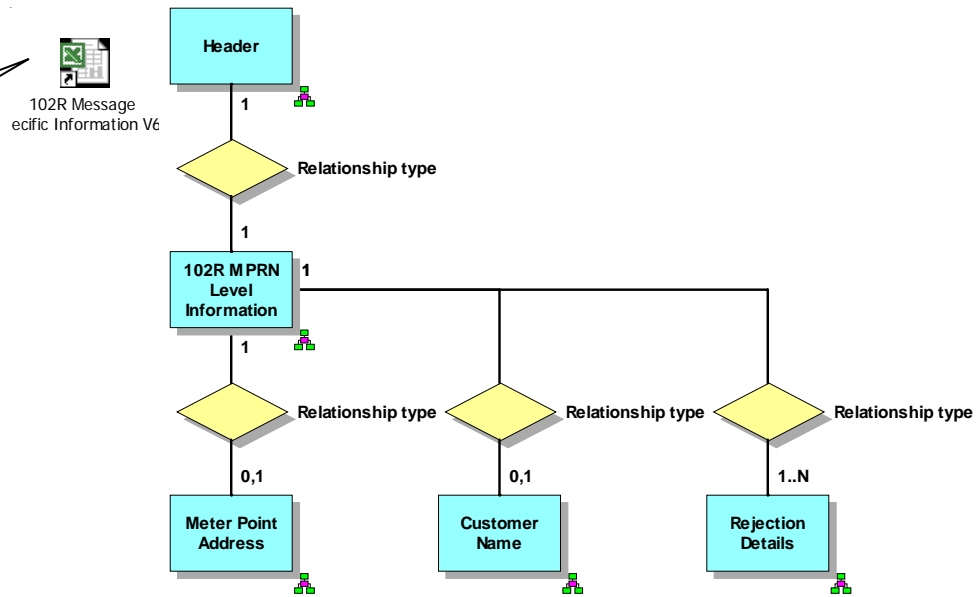 Header
102R Message
ecific Information V6
1
Relationship type
1
102R MPRN
Level
Information
1
1
Relationship type
Relationship type
Relationship type
0,1
0,1
1..N
Meter Point
Address
Customer
Name
Rejection
Details